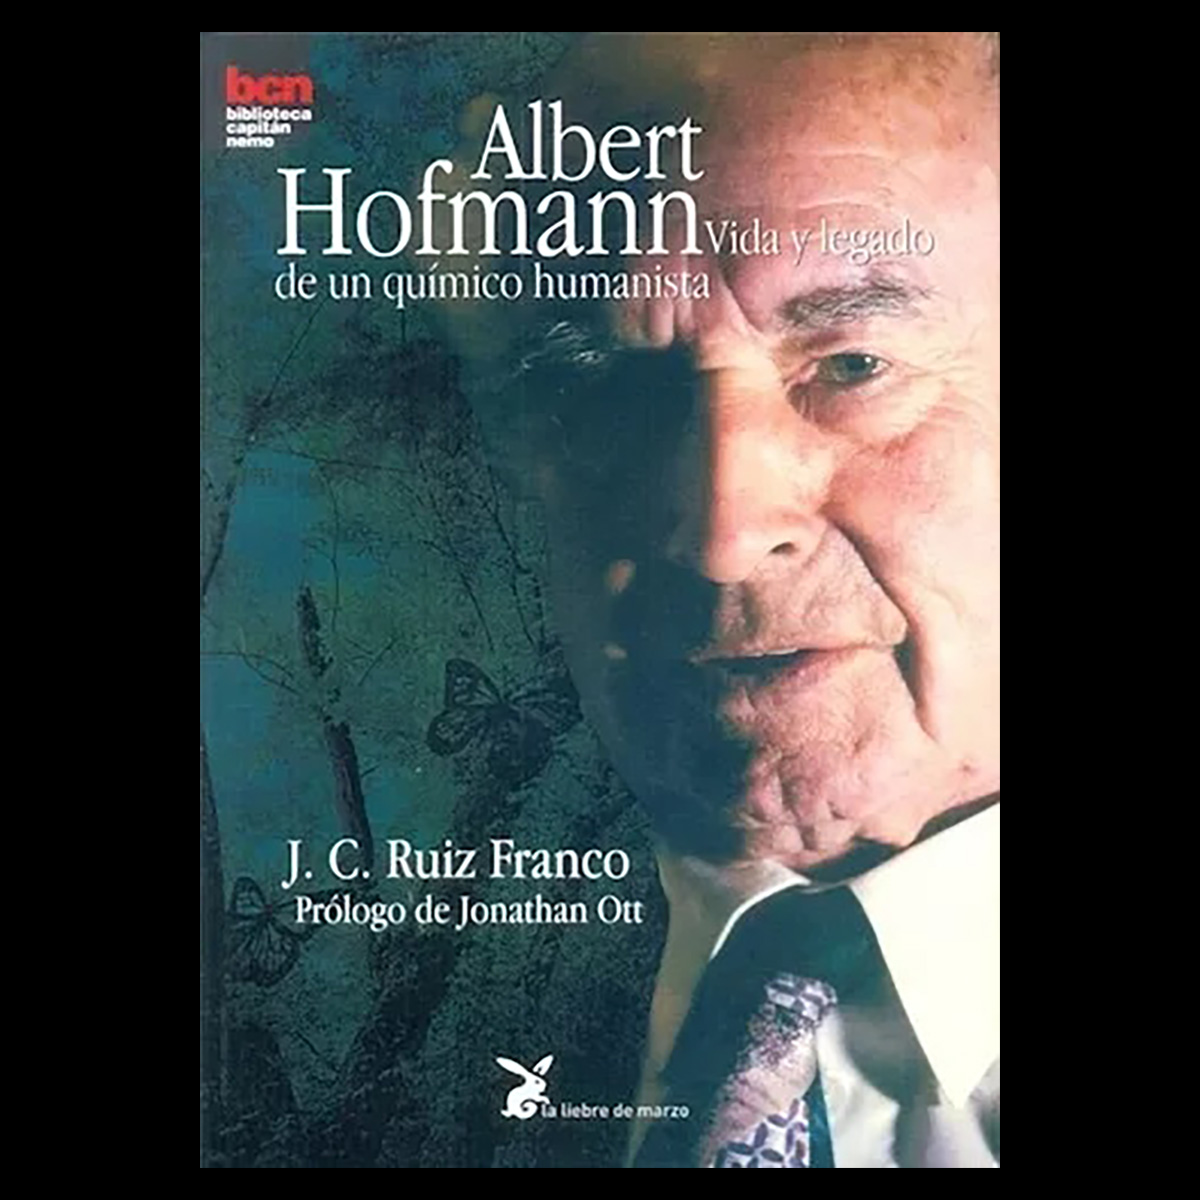 bcn
biblioteca
capitán
nemo
Albert
Hofmann Vida y legado
de un químico humanista
J. C. Ruiz Franco
Prólogo de Jonathan Ott
la liebre de marzo